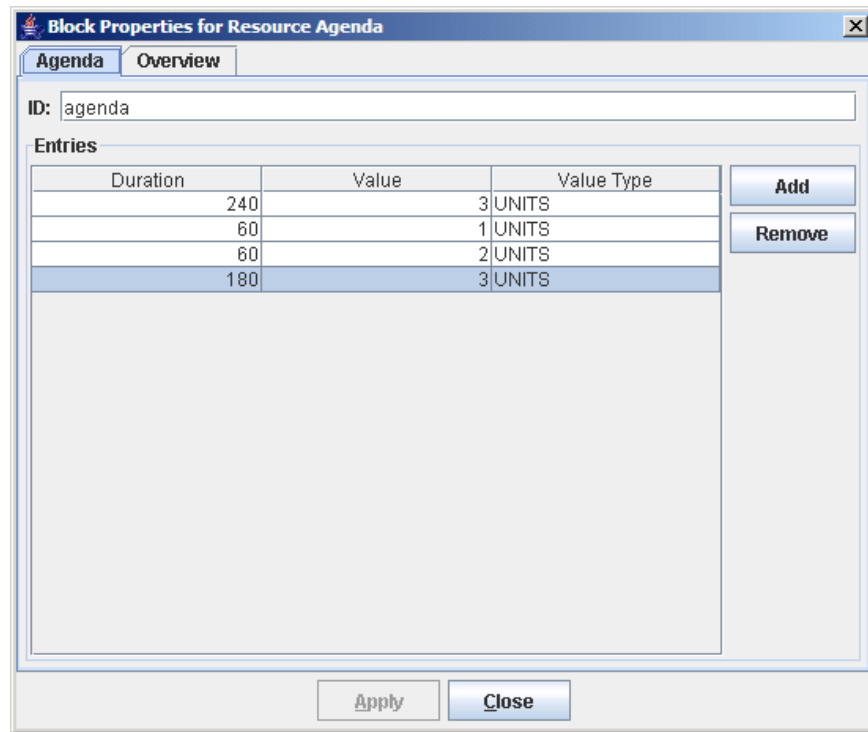 Block Properties for Resource Agenda
Agenda Overview
ID: agenda
Entries
Duration Value Value Type
240 3 UNITS
60 1 UNITS
60 2 UNITS
180 3 UNITS
Add
Remove
Apply Close